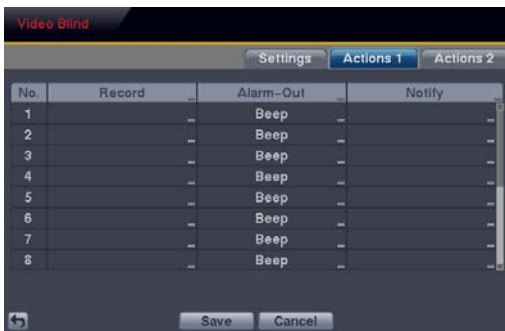 Video Blind
Settings Actions 1 Actions 2
No. Record ... Alarm-Out ... Notify ...
1 ... Beep ... ...
2 ... Beep ... ...
3 ... Beep ... ...
4 ... Beep ... ...
5 ... Beep ... ...
6 ... Beep ... ...
7 ... Beep ... ...
8 ... Beep ... ...
Save Cancel